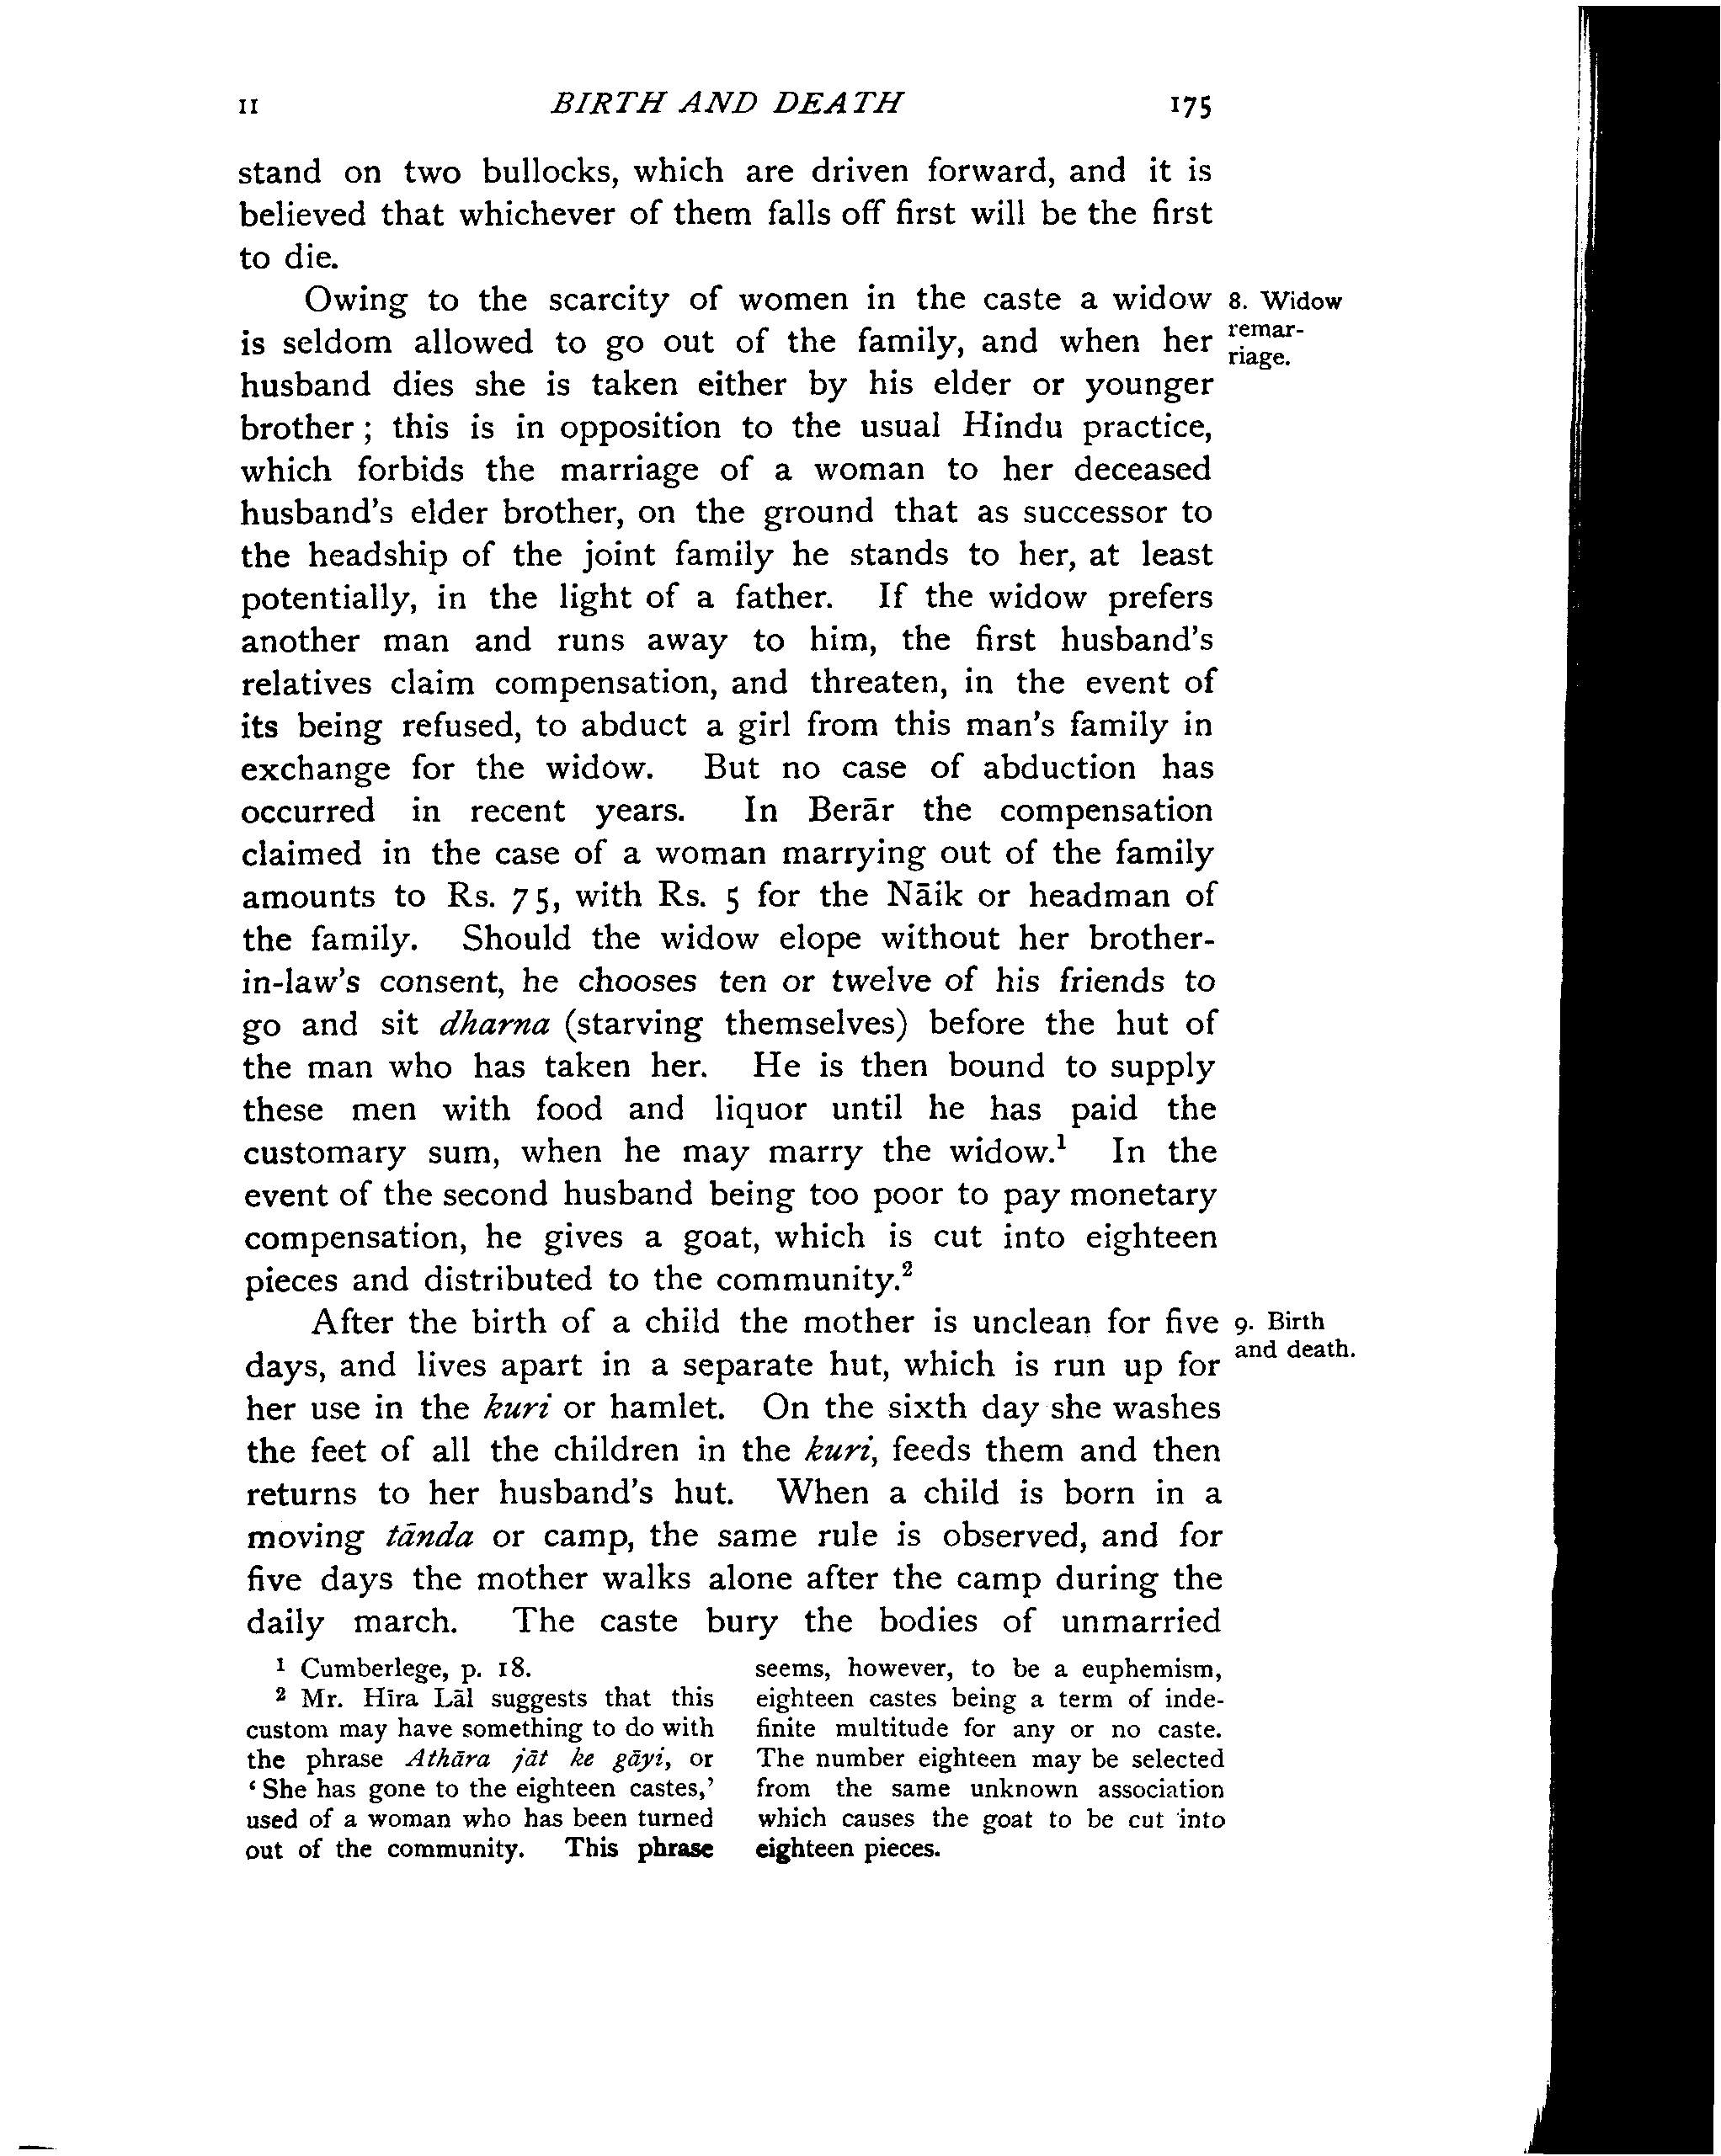 II BIRTH AND DEATH 175
stand on two bullocks, which are driven forward, and it is
believed that whichever of them falls off first will be the first
to die.
Owing to the scarcity of women in the caste a widow
8. Widow
remar-
riage.
is seldom allowed to go out of the family, and when her
husband dies she is taken either by his elder or younger
brother ; this is in opposition to the usual Hindu practice,
which forbids the marriage of a woman to her deceased
husband's elder brother, on the ground that as successor to
the headship of the joint family he stands to her, at least
potentially, in the light of a father. If the widow prefers
another man and runs away to him, the first husband's
relatives claim compensation, and threaten, in the event of
its being refused, to abduct a girl from this man's family in
exchange for the widow. But no case of abduction has
occurred in recent years. In Berār the compensation
claimed in the case of a woman marrying out of the family
amounts to Rs. 75, with Rs. 5 for the Nāik or headman of
the family. Should the widow elope without her brother-
in-law's consent, he chooses ten or twelve of his friends to
go and sit dharna (starving themselves) before the hut of
the man who has taken her. He is then bound to supply
these men with food and liquor until he has paid the
customary sum, when he may marry the widow.¹ In the
event of the second husband being too poor to pay monetary
compensation, he gives a goat, which is cut into eighteen
pieces and distributed to the community.²
After the birth of a child the mother is unclean for five
9. Birth
and death.
days, and lives apart in a separate hut, which is run up for
her use in the kuri or hamlet. On the sixth day she washes
the feet of all the children in the kuri, feeds them and then
returns to her husband's hut. When a child is born in a
moving tānda or camp, the same rule is observed, and for
five days the mother walks alone after the camp during the
daily march. The caste bury the bodies of unmarried
¹ Cumberlege, p. 18.
² Mr. Hīra Lāl suggests that this
custom may have something to do with
the phrase Athāra jāt ke gāyi, or
‘She has gone to the eighteen castes,’
used of a woman who has been turned
out of the community. This phrase
seems, however, to be a euphemism,
eighteen castes being a term of inde-
finite multitude for any or no caste.
The number eighteen may be selected
from the same unknown association
which causes the goat to be cut into
eighteen pieces.